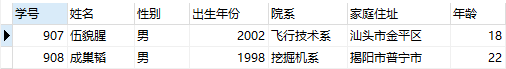 学号 姓名 性别 出生年份 院系 家庭住址 年龄
907 伍貌腥 男 2002 飞行技术系 汕头市金平区 18
908 成巢韬 男 1998 挖掘机系 揭阳市普宁市 22